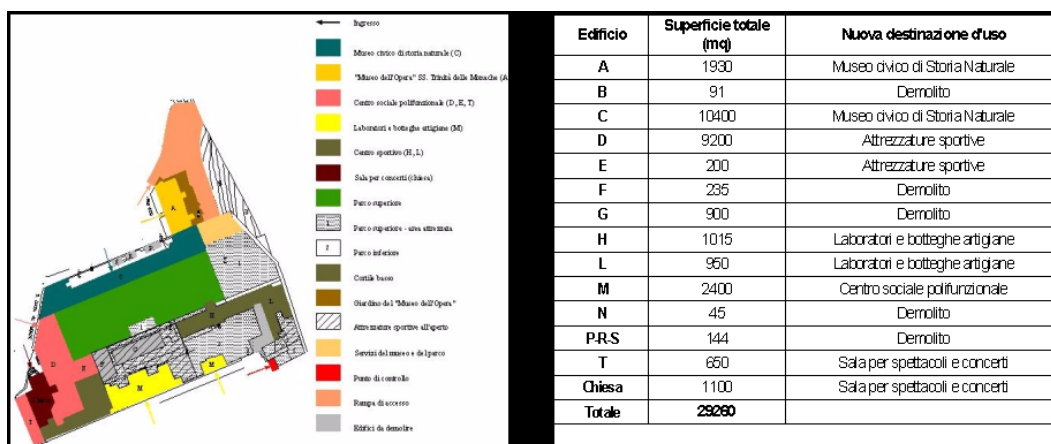 Ingresso
Museo civico di storia naturale (C)
"Museo dell'Opera" SS. Trinità delle Monache (A
Centro sociale polifunzionale (D, E, T)
Laboratori e botteghe artigiane (M)
Centro sportivo (H, L)
Sala per concerti (chiesa)
Parco superiore
Parco superiore - area attrezzata
Parco inferiore
Cortile basso
Giardino del "Museo dell'Opera"
Attrezzature sportive all'aperto
Servizi del museo e del parco
Punto di controllo
Rampa di accesso
Edifici da demolire
A
D
E
H
L
M
M
T
Edificio Superficie totale (mq) Nuova destinazione d'uso
A 1930 Museo civico di Storia Naturale
B 91 Demolito
C 10400 Museo civico di Storia Naturale
D 9200 Attrezzature sportive
E 200 Attrezzature sportive
F 235 Demolito
G 900 Demolito
H 1015 Laboratori e botteghe artigiane
L 950 Laboratori e botteghe artigiane
M 2400 Centro sociale polifunzionale
N 45 Demolito
P-R-S 144 Demolito
T 650 Sala per spettacoli e concerti
Chiesa 1100 Sala per spettacoli e concerti
Totale 29260